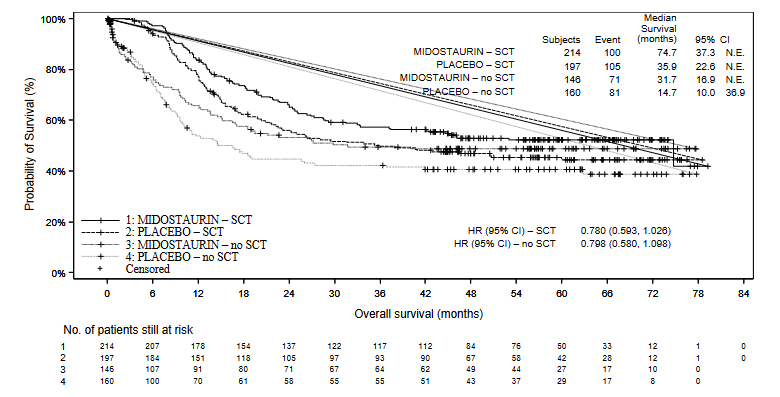 Median
Survival
Subjects Event (months) 95% CI
MIDOSTAURIN – SCT 214 100 74.7 37.3 N.E.
PLACEBO – SCT 197 105 35.9 22.6 N.E.
MIDOSTAURIN – no SCT 146 71 31.7 16.9 N.E.
PLACEBO – no SCT 160 81 14.7 10.0 36.9
100%
80%
60%
40%
20%
0%
Probability of Survival (%)
1: MIDOSTAURIN – SCT
2: PLACEBO – SCT
3: MIDOSTAURIN – no SCT
4: PLACEBO – no SCT
Censored
HR (95% CI) – SCT 0.780 (0.593, 1.026)
HR (95% CI) – no SCT 0.798 (0.580, 1.098)
0 6 12 18 24 30 36 42 48 54 60 66 72 78 84
Overall survival (months)
No. of patients still at risk
1 214 207 178 154 137 122 117 112 84 76 50 33 12 1 0
2 197 184 151 118 105 97 93 90 67 58 42 28 12 1 0
3 146 107 91 80 71 67 64 62 49 44 27 17 10 0
4 160 100 70 61 58 55 55 51 43 37 29 17 8 0